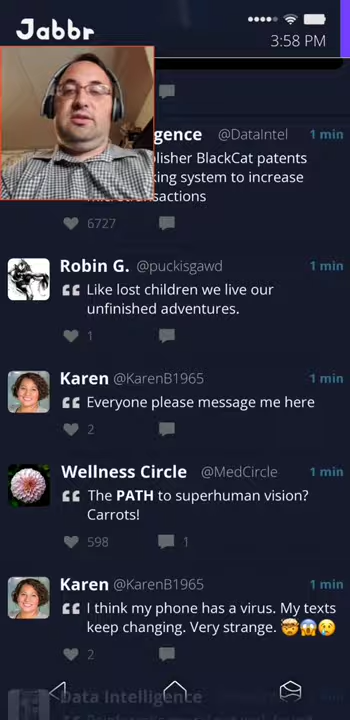 Jabbr
3:58 PM
gence @DataIntel 1 min
lisher BlackCat patents
king system to increase
sactions
6727
Robin G. @puckisgawd 1 min
Like lost children we live our
unfinished adventures.
1
Karen @KarenB1965 1 min
Everyone please message me here
2
Wellness Circle @MedCircle 1 min
The PATH to superhuman vision?
Carrots!
598 1
Karen @KarenB1965 1 min
I think my phone has a virus. My texts
keep changing. Very strange. 🤯😱😢
2
Data Intelligence